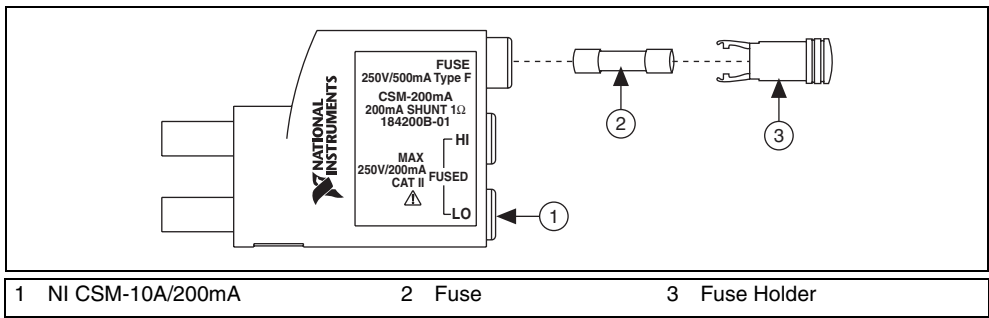 NATIONAL
INSTRUMENTS
FUSE
250V/500mA Type F
CSM-200mA
200mA SHUNT 1Ω
184200B-01
HI
MAX
250V/200mA
CAT II
FUSED
LO
2
3
1
1 NI CSM-10A/200mA 2 Fuse 3 Fuse Holder